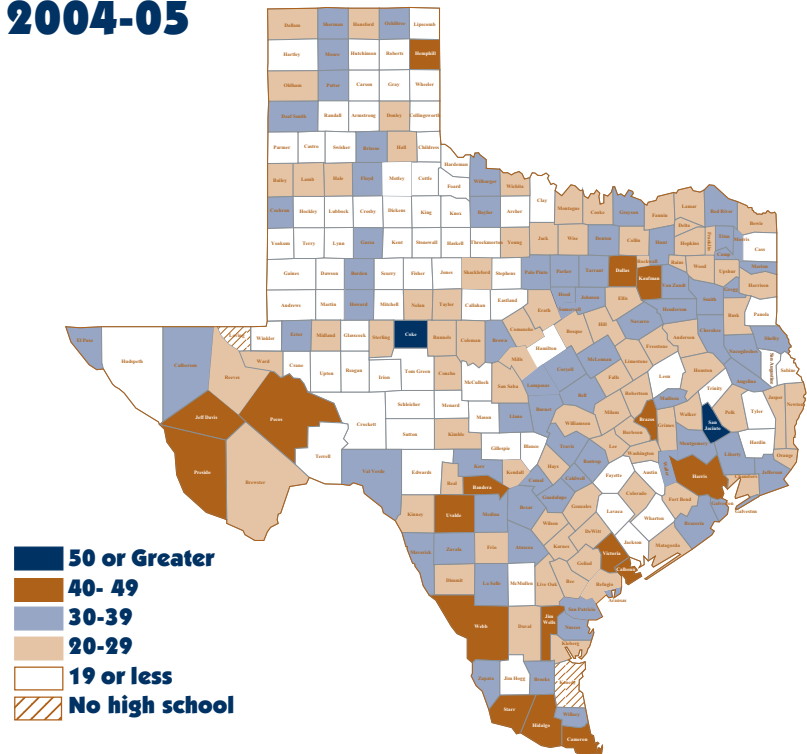 2004-05
Dallam Sherman Hansford Ochiltree Lipscomb
Hartley Moore Hutchinson Roberts Hemphill
Oldham Potter Carson Gray Wheeler
Deaf Smith Randall Armstrong Donley Collingsworth
Parmer Castro Swisher Briscoe Hall Childress
Hardeman
Bailey Lamb Hale Floyd Motley Cottle Foard Wilbarger Wichita
Clay
Cochran Hockley Lubbock Crosby Dickens King Knox Baylor Archer Montague Cooke Grayson Fannin Lamar Red River Bowie
Delta
Yoakum Terry Lynn Garza Kent Stonewall Haskell Throckmorton Young Jack Wise Denton Collin Hunt Hopkins Franklin Morris Cass
Camp
Gaines Dawson Borden Scurry Fisher Jones Shackelford Stephens Palo Pinto Parker Tarrant Dallas Rockwall Kaufman Rains Wood Upshur Marion
Van Zandt Gregg Harrison
Andrews Martin Howard Mitchell Nolan Taylor Callahan Eastland Erath Hood Somervell Johnson Ellis Henderson Smith Rusk Panola
El Paso Hudspeth Culberson Loving Winkler Ector Midland Glasscock Sterling Coke Runnels Coleman Brown Comanche Hamilton Bosque Hill Navarro Freestone Anderson Cherokee Nacogdoches Shelby
Reeves Ward Crane Upton Reagan Irion Tom Green Concho McCulloch San Saba Mills Lampasas Coryell McLennan Limestone Falls Leon Houston Angelina San Augustine Sabine
Jeff Davis Pecos Crockett Schleicher Menard Mason Llano Burnet Bell Milam Robertson Madison Trinity Walker Polk Tyler Jasper Newton
San
Jacinto
Presidio Brewster Terrell Sutton Kimble Gillespie Blanco Williamson Burleson Brazos Grimes Montgomery Liberty Hardin Orange
Val Verde Edwards Real Kerr Bandera Kendall Comal Hays Travis Bastrop Lee Washington Waller Harris Chambers Jefferson
Kinney Uvalde Medina Bexar Guadalupe Caldwell Fayette Austin Fort Bend Galveston
Galveston
Maverick Zavala Frio Atascosa Wilson Gonzales Lavaca Colorado Wharton Brazoria
Karnes DeWitt Jackson Matagorda
Dimmit La Salle McMullen Live Oak Bee Goliad Victoria Calhoun Refugio
Aransas
Webb Duval Jim
Wells
San Patricio
Nueces
Kleberg
Zapata Jim Hogg Brooks Kenedy
Starr Hidalgo Willacy
Cameron
50 or Greater
40- 49
30-39
20-29
19 or less
No high school